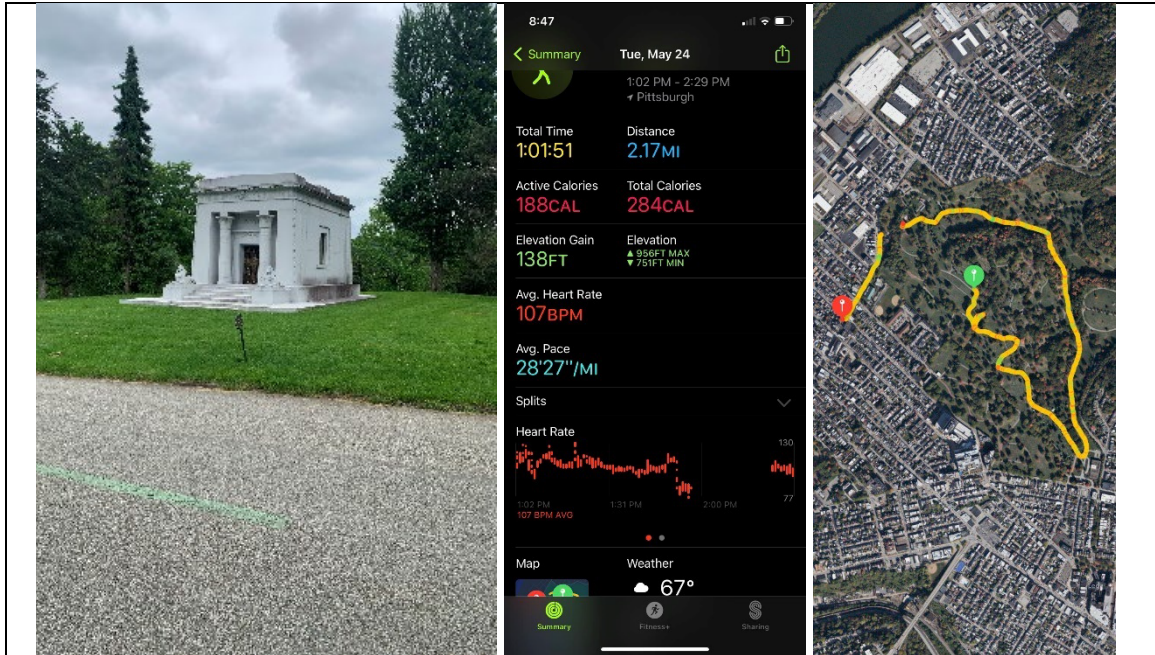 8:47
Summary
Tue, May 24
1:02 PM - 2:29 PM
Pittsburgh
Total Time
Distance
1:01:51
2.17MI
Active Calories
Total Calories
188CAL
284CAL
Elevation Gain
Elevation
138FT
▲ 956FT MAX
▼ 751FT MIN
Avg. Heart Rate
107BPM
Avg. Pace
28'27"/MI
Splits
Heart Rate
130
77
1:02 PM
1:31 PM
2:00 PM
107 BPM AVG
Map
Weather
67°
Summary
Fitness+
Sharing